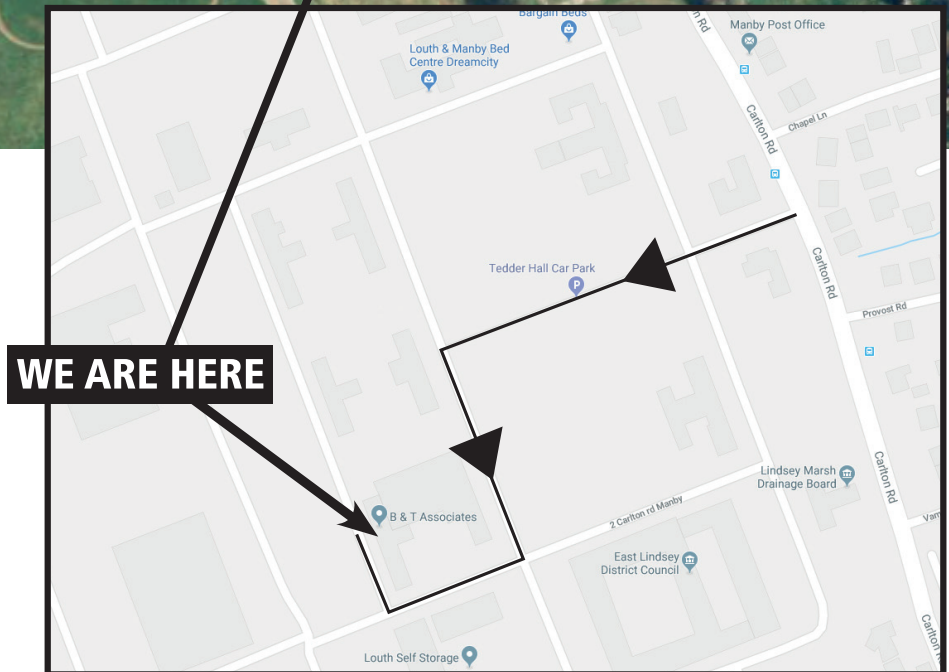 Bargain Beds
Manby Post Office
Louth & Manby Bed
Centre Dreamcity
Carlton Rd
Chapel Ln
Tedder Hall Car Park
P
Carlton Rd
Provost Rd
WE ARE HERE
Lindsey Marsh
Drainage Board
Carlton Rd
B & T Associates
2 Carlton rd Manby
East Lindsey
District Council
Louth Self Storage